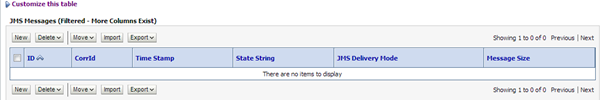 Customize this table
JMS Messages (Filtered - More Columns Exist)
New Delete Move Import Export Showing 1 to 0 of 0 Previous | Next
ID CorrId Time Stamp State String JMS Delivery Mode Message Size
There are no items to display
New Delete Move Import Export Showing 1 to 0 of 0 Previous | Next